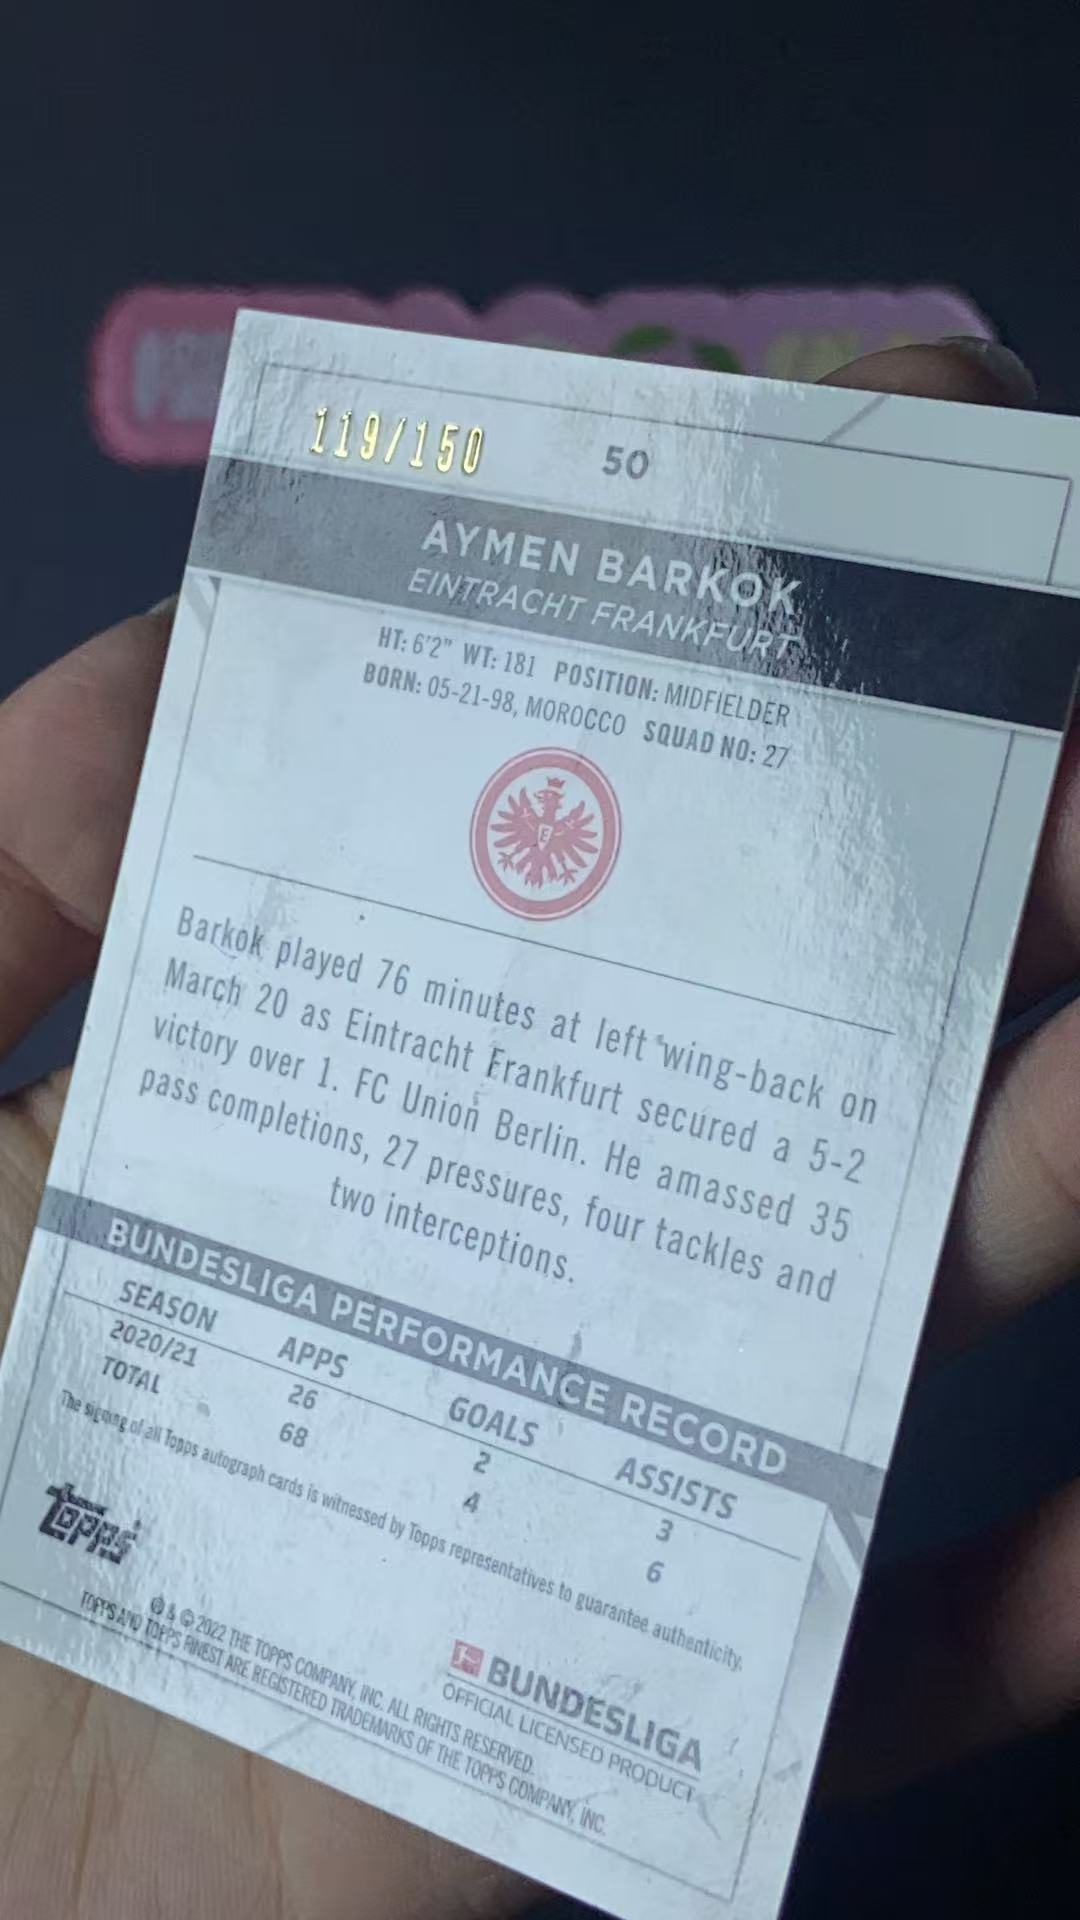 119/150 50
AYMEN BARKOK
EINTRACHT FRANKFURT
HT: 6'2" WT: 181 POSITION: MIDFIELDER
BORN: 05-21-98, MOROCCO SQUAD NO: 27
E
Barkok played 76 minutes at left wing-back on
March 20 as Eintracht Frankfurt secured a 5-2
victory over 1. FC Union Berlin. He amassed 35
pass completions, 27 pressures, four tackles and
two interceptions.
BUNDESLIGA PERFORMANCE RECORD
SEASON APPS GOALS ASSISTS
2020/21 26 2 3
TOTAL 68 4 6
The signing of all Topps autograph cards is witnessed by Topps representatives to guarantee authenticity.
topps
® & © 2022 THE TOPPS COMPANY, INC. ALL RIGHTS RESERVED.
TOPPS AND TOPPS FINEST ARE REGISTERED TRADEMARKS OF THE TOPPS COMPANY, INC.
BUNDESLIGA
OFFICIAL LICENSED PRODUCT